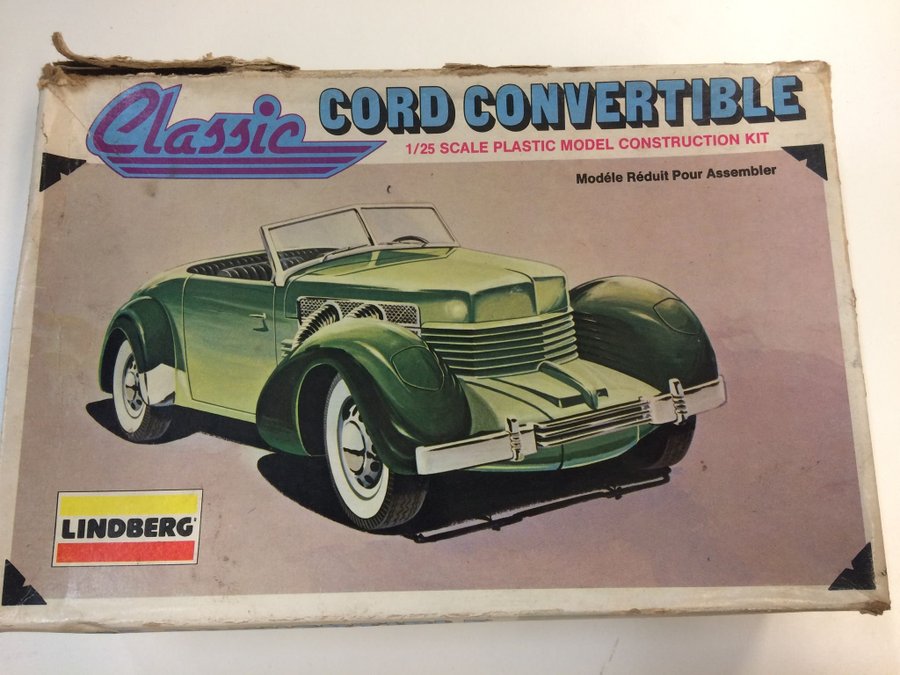 Classic CORD CONVERTIBLE
1/25 SCALE PLASTIC MODEL CONSTRUCTION KIT
Modéle Réduit Pour Assembler
LINDBERG®